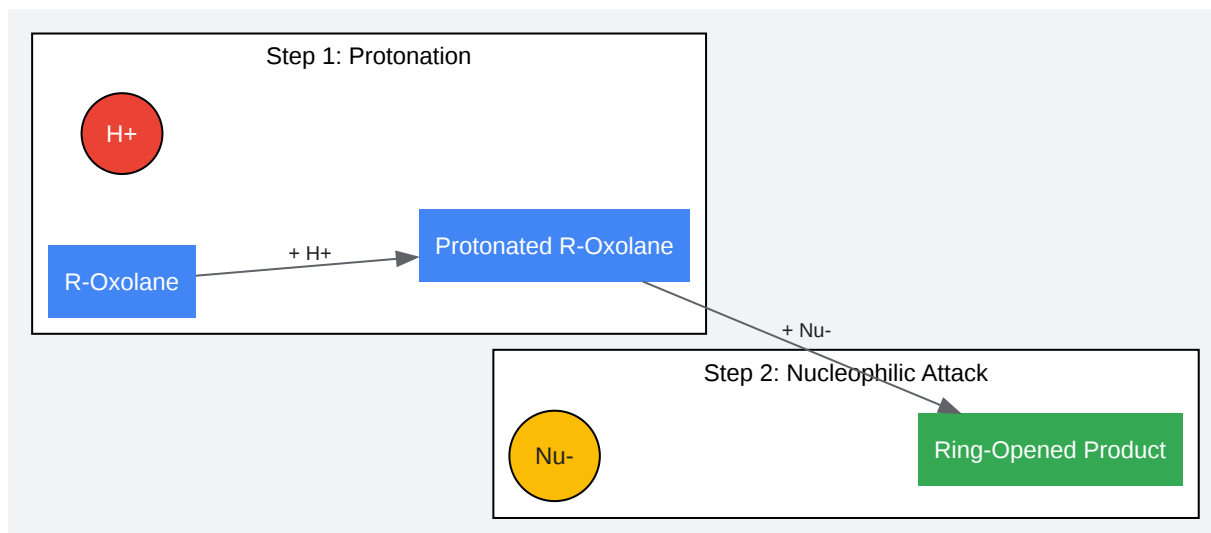 Step 1: Protonation
H+
+ H+
Protonated R-Oxolane
R-Oxolane
+ Nu-
Step 2: Nucleophilic Attack
Nu-
Ring-Opened Product